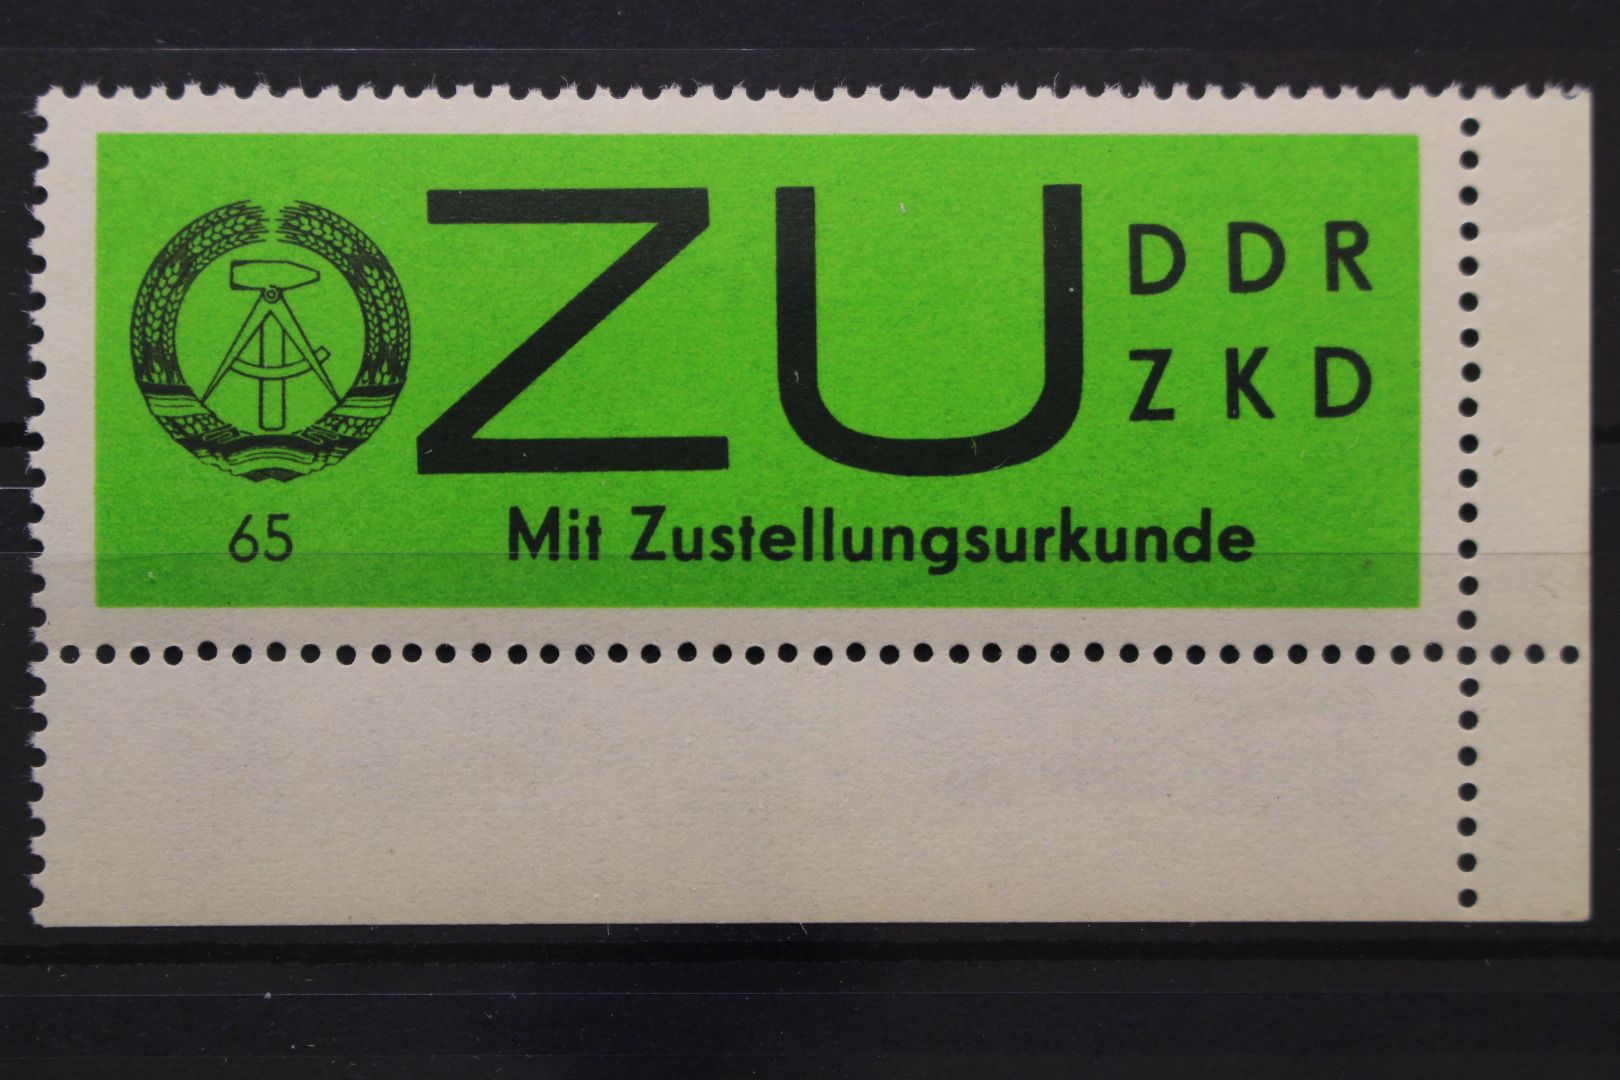 ZU
DDR
ZKD
65
Mit Zustellungsurkunde